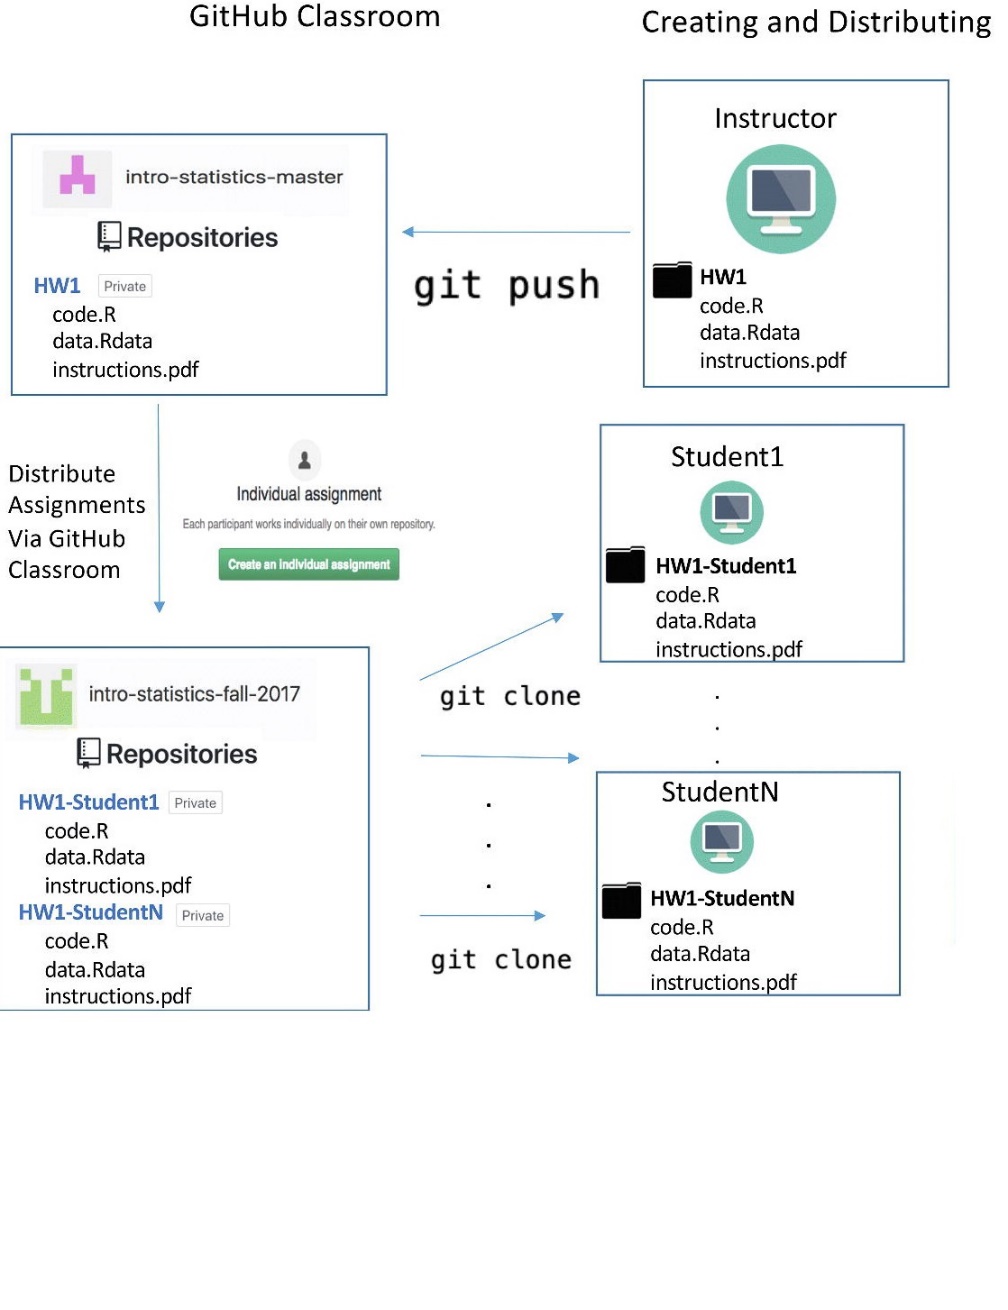 GitHub Classroom
Creating and Distributing
Instructor
HW1
code.R
data.Rdata
instructions.pdf
intro-statistics-master
Repositories
HW1 Private
code.R
data.Rdata
instructions.pdf
git push
Distribute
Assignments
Via GitHub
Classroom
Individual assignment
Each participant works individually on their own repository.
Create an individual assignment
intro-statistics-fall-2017
Repositories
HW1-Student1 Private
code.R
data.Rdata
instructions.pdf
HW1-StudentN Private
code.R
data.Rdata
instructions.pdf
git clone
git clone
Student1
HW1-Student1
code.R
data.Rdata
instructions.pdf
.
.
.
.
.
.
StudentN
HW1-StudentN
code.R
data.Rdata
instructions.pdf